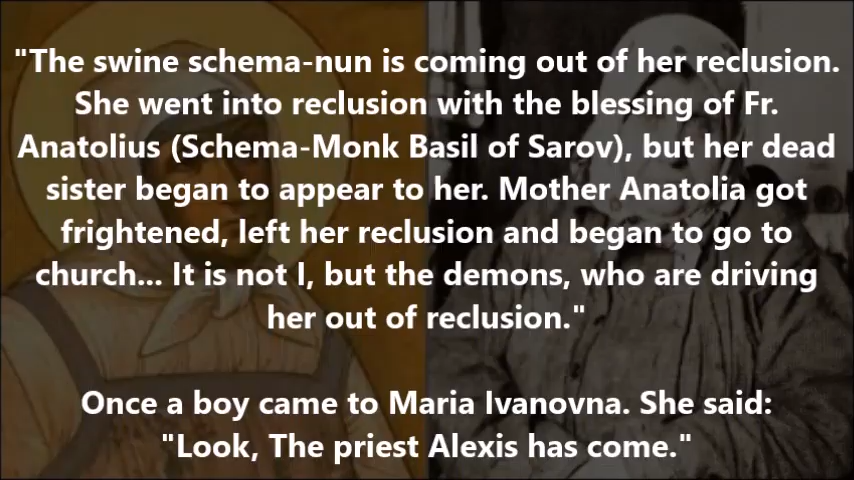 "The swine schema-nun is coming out of her reclusion.
She went into reclusion with the blessing of Fr.
Anatolius (Schema-Monk Basil of Sarov), but her dead
sister began to appear to her. Mother Anatolia got
frightened, left her reclusion and began to go to
church... It is not I, but the demons, who are driving
her out of reclusion."
Once a boy came to Maria Ivanovna. She said:
"Look, The priest Alexis has come."